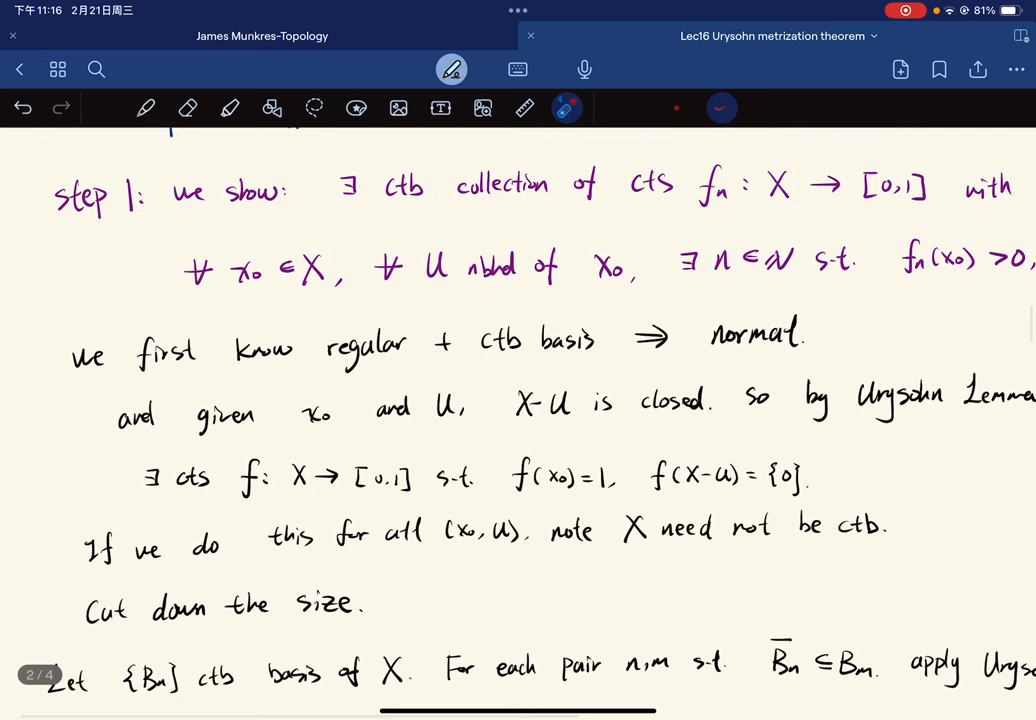 下午11:16 2月21日周三
81%
James Munkres-Topology
Lec16 Urysohn metrization theorem
step 1: we show: ∃ ctb collection of cts fn : X → [0,1] with
∀ x₀ ∈ X, ∀ U nbhd of x₀, ∃ n ∈ N s.t. fn(x₀) > 0,
we first know regular + ctb basis ⇒ normal.
and given x₀ and U, X-U is closed. so by Urysohn Lemma
∃ cts f: X → [0,1] s.t. f(x₀) = 1, f(X-U) = {0}.
If we do this for all (x₀, U), note X need not be ctb.
Cut down the size.
2/4
Let {Bn} ctb basis of X. For each pair n,m s.t. B̅n ⊆ Bm. apply Uryso